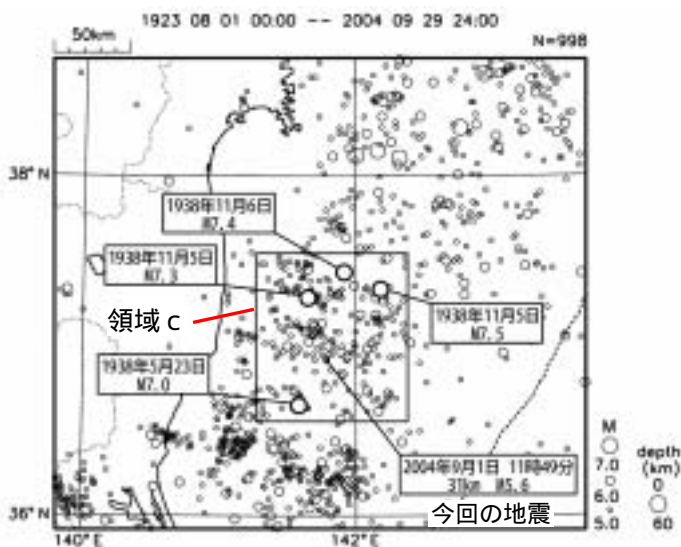 1923 08 01 00:00 -- 2004 09 29 24:00
50km
N=998
38°N
1938年11月6日
M7.4
1938年11月5日
M7.3
領域c
1938年11月5日
M7.5
1938年5月23日
M7.0
2004年9月1日 11時49分
31km M5.6
今回の地震
36°N
140°E
142°E
M
7.0
6.0
5.0
depth
(km)
0
60